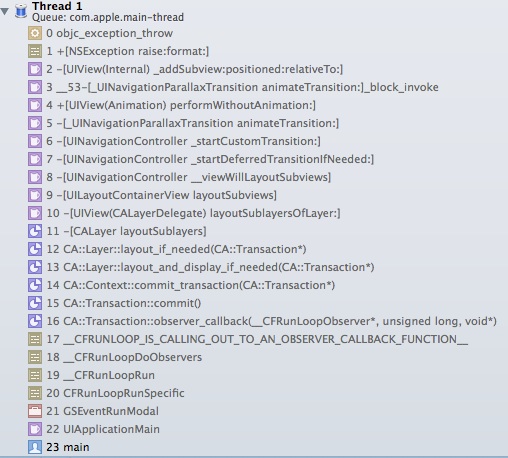 Thread 1
Queue: com.apple.main-thread
0 objc_exception_throw
1 +[NSException raise:format:]
2 -[UIView(Internal) _addSubview:positioned:relativeTo:]
3 __53-[_UINavigationParallaxTransition animateTransition:]_block_invoke
4 +[UIView(Animation) performWithoutAnimation:]
5 -[_UINavigationParallaxTransition animateTransition:]
6 -[UINavigationController _startCustomTransition:]
7 -[UINavigationController _startDeferredTransitionIfNeeded:]
8 -[UINavigationController __viewWillLayoutSubviews]
9 -[UILayoutContainerView layoutSubviews]
10 -[UIView(CALayerDelegate) layoutSublayersOfLayer:]
11 -[CALayer layoutSublayers]
12 CA::Layer::layout_if_needed(CA::Transaction*)
13 CA::Layer::layout_and_display_if_needed(CA::Transaction*)
14 CA::Context::commit_transaction(CA::Transaction*)
15 CA::Transaction::commit()
16 CA::Transaction::observer_callback(__CFRunLoopObserver*, unsigned long, void*)
17 __CFRUNLOOP_IS_CALLING_OUT_TO_AN_OBSERVER_CALLBACK_FUNCTION__
18 __CFRunLoopDoObservers
19 __CFRunLoopRun
20 CFRunLoopRunSpecific
21 GSEventRunModal
22 UIApplicationMain
23 main